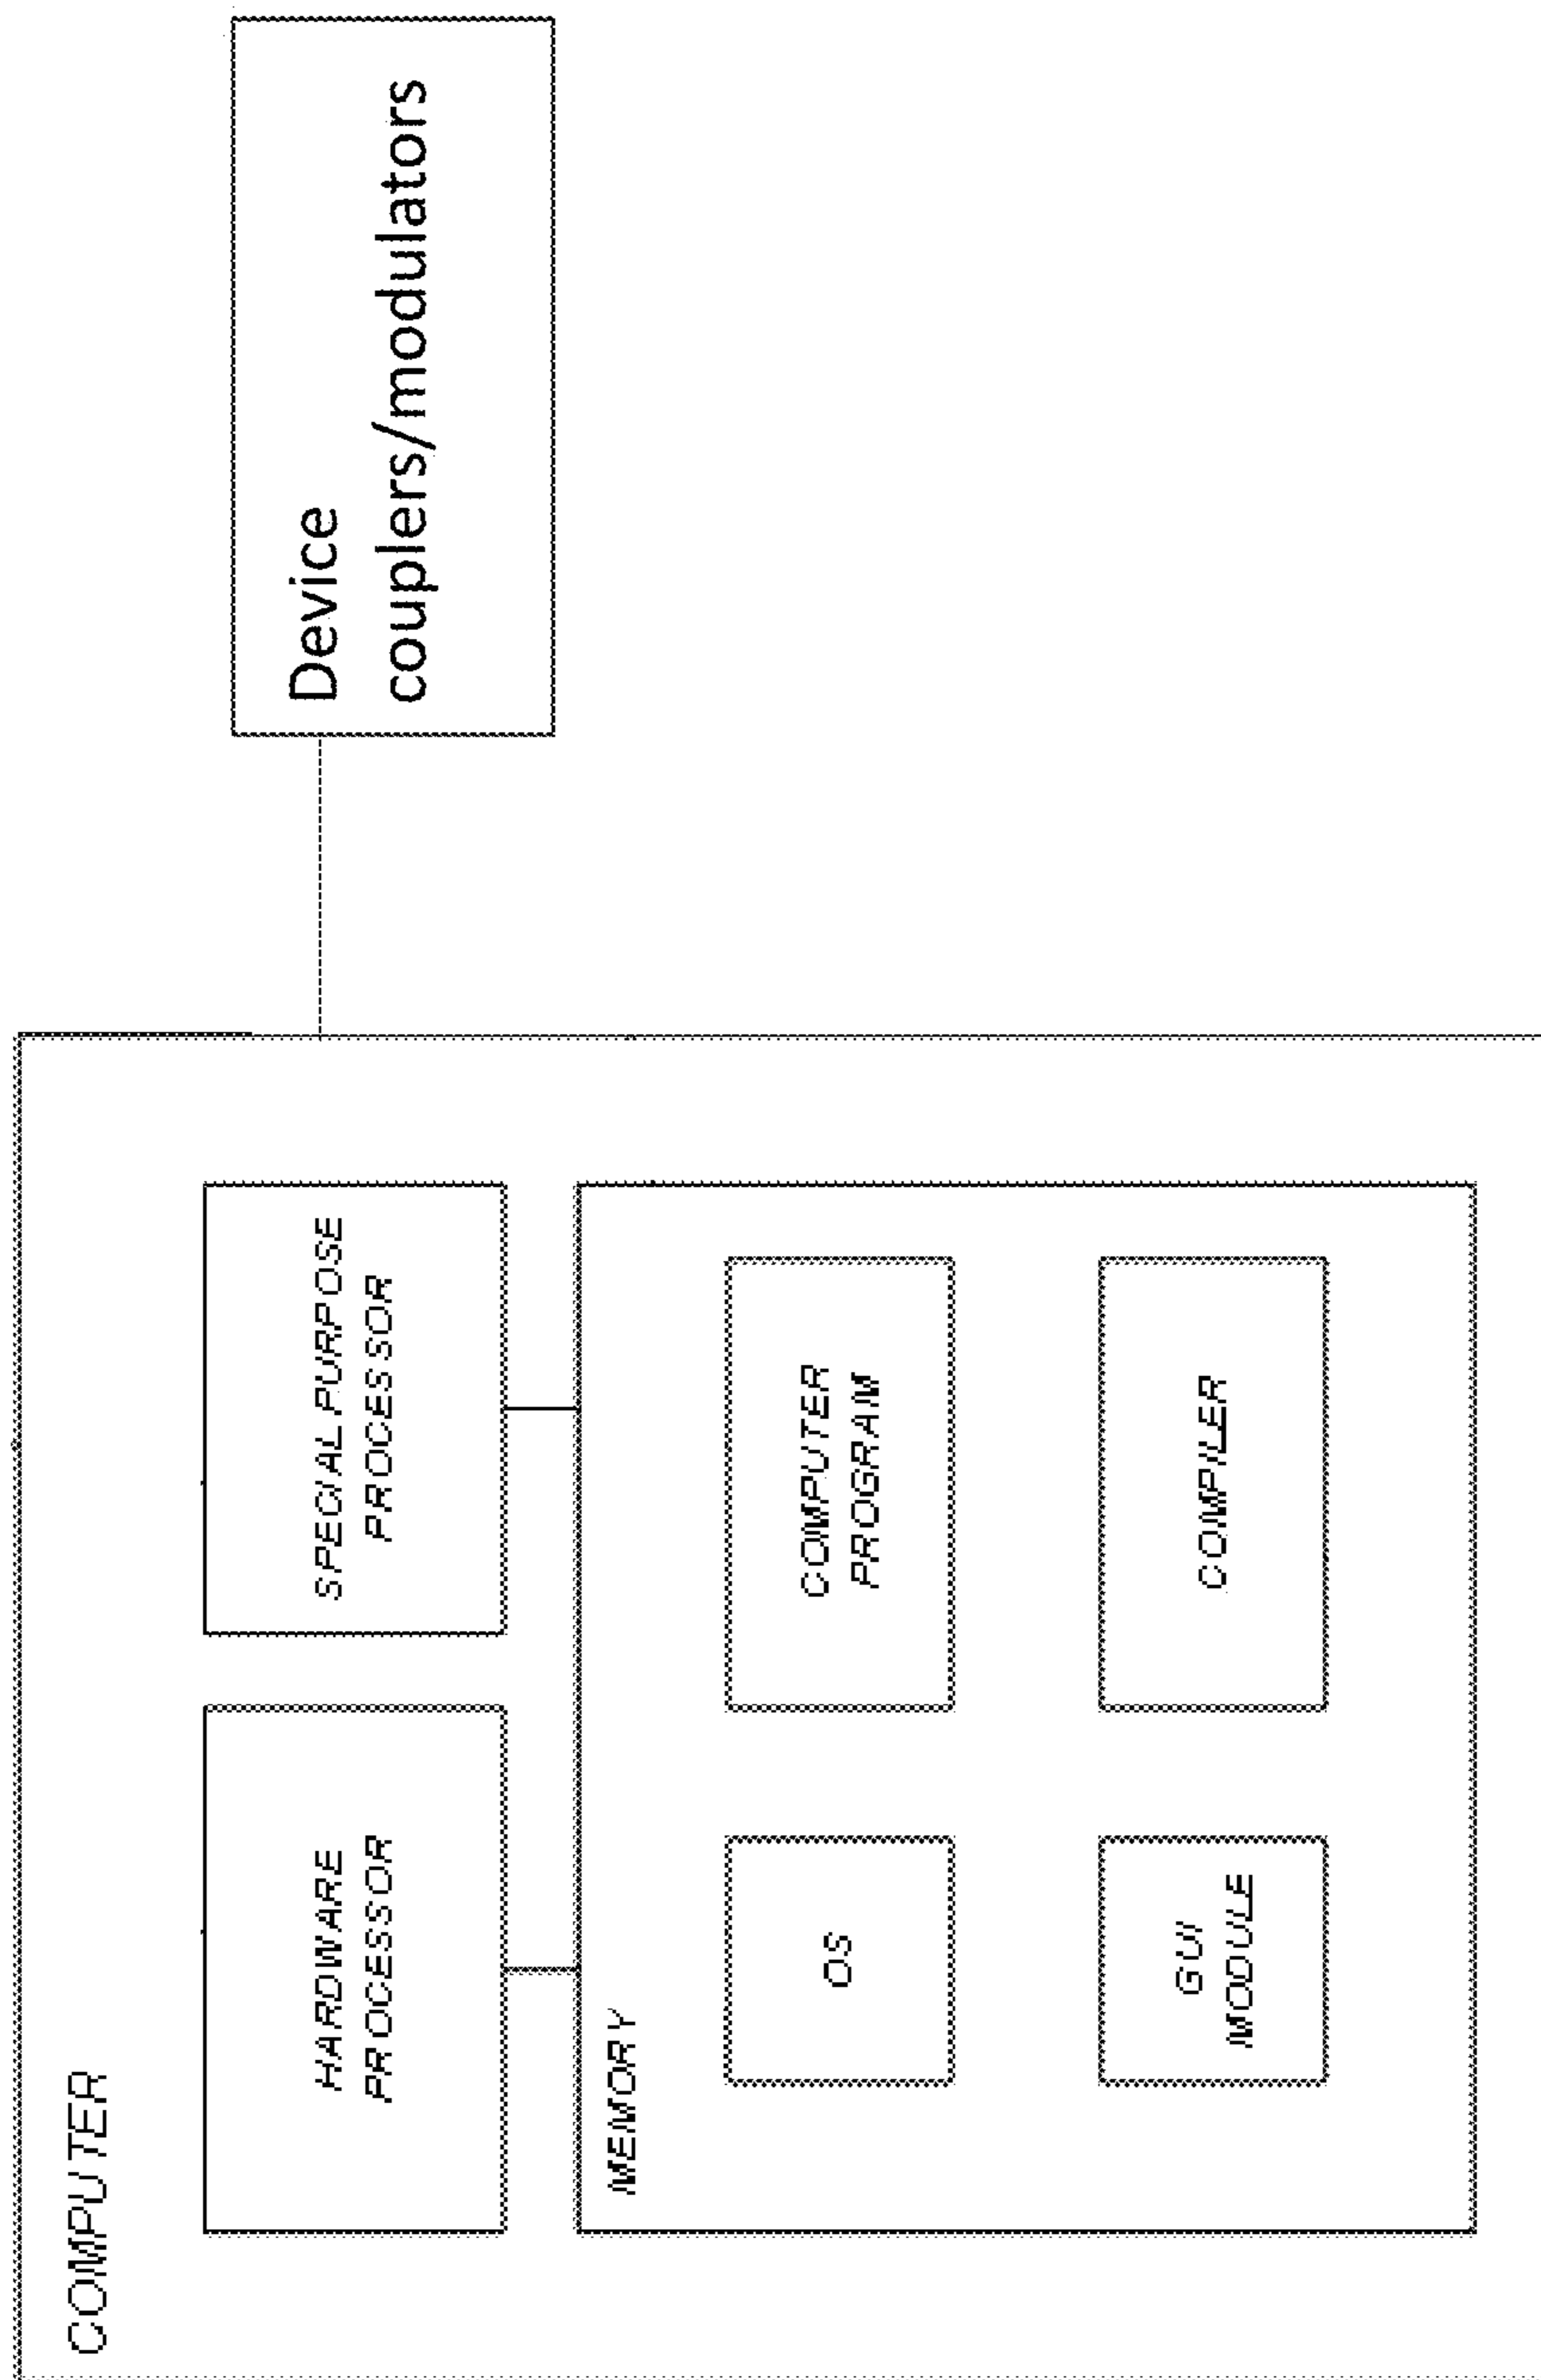 COMPUTER
HARDWARE
PROCESSOR
SPECIAL PURPOSE
PROCESSOR
MEMORY
OS
COMPUTER
PROGRAM
GUI
MODULE
COMPILER
Device
couplers/modulators